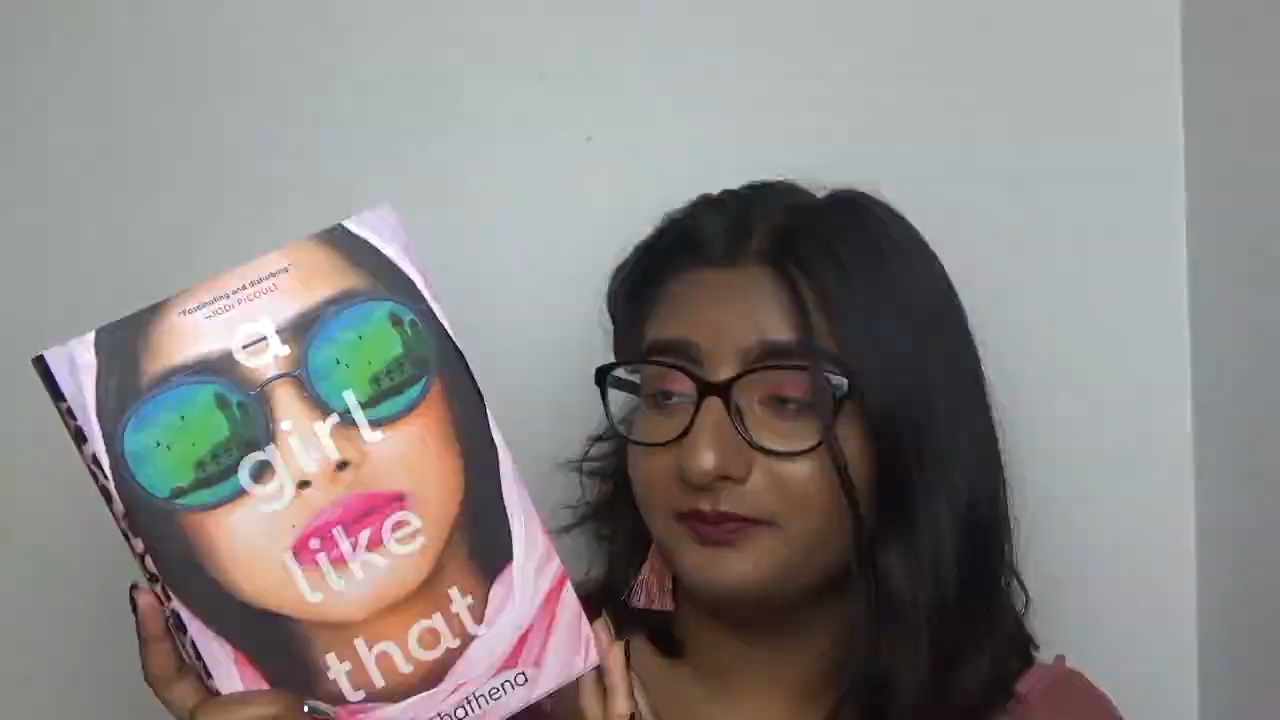 "Fascinating and disturbing"
—JODI PICOULT
a
girl
like
that